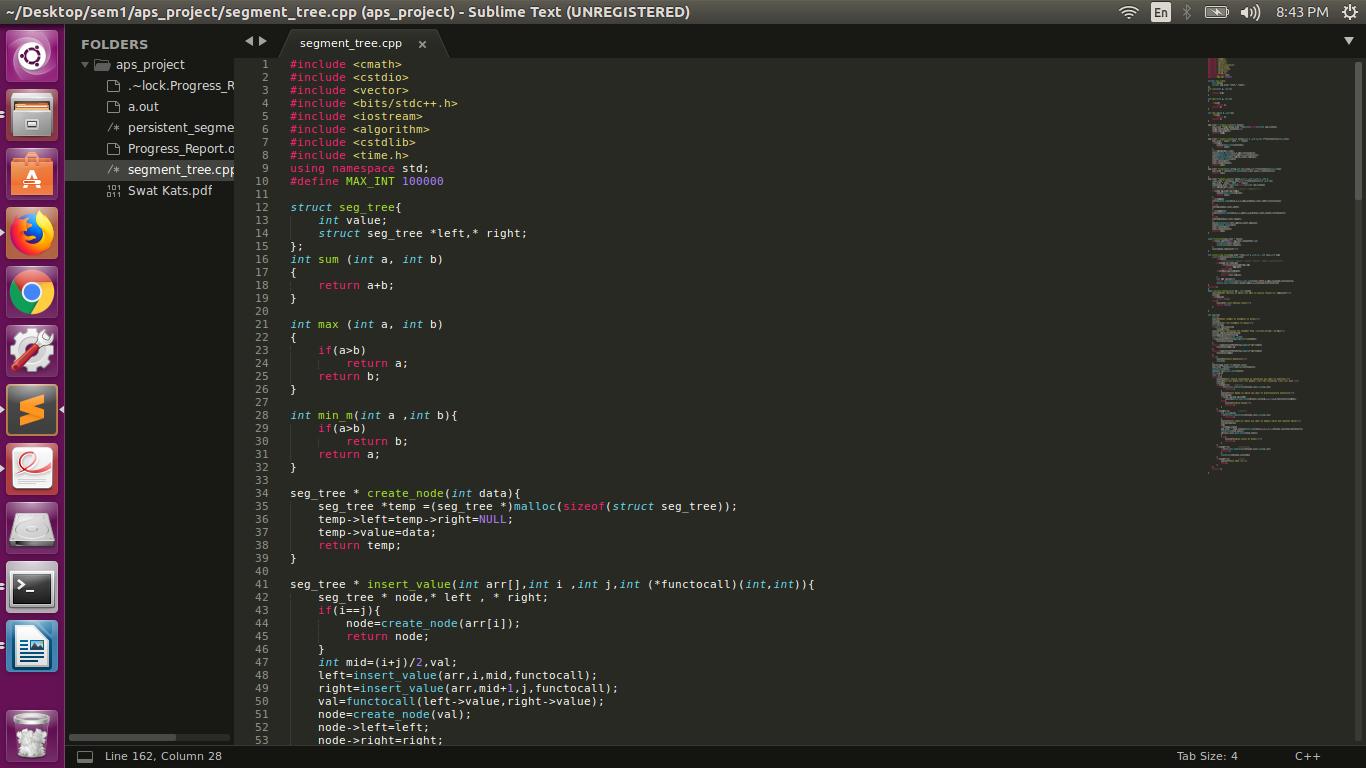 ~/Desktop/sem1/aps_project/segment_tree.cpp (aps_project) - Sublime Text (UNREGISTERED)
En
8:43 PM
FOLDERS
aps_project
.~lock.Progress_R
a.out
persistent_segme
Progress_Report.o
segment_tree.cpp
Swat Kats.pdf
segment_tree.cpp ×
1 #include <cmath>
2 #include <cstdio>
3 #include <vector>
4 #include <bits/stdc++.h>
5 #include <iostream>
6 #include <algorithm>
7 #include <cstdlib>
8 #include <time.h>
9 using namespace std;
10 #define MAX_INT 100000
11
12 struct seg_tree{
13 int value;
14 struct seg_tree *left,* right;
15 };
16 int sum (int a, int b)
17 {
18 return a+b;
19 }
20
21 int max (int a, int b)
22 {
23 if(a>b)
24 return a;
25 return b;
26 }
27
28 int min_m(int a ,int b){
29 if(a>b)
30 return b;
31 return a;
32 }
33
34 seg_tree * create_node(int data){
35 seg_tree *temp =(seg_tree *)malloc(sizeof(struct seg_tree));
36 temp->left=temp->right=NULL;
37 temp->value=data;
38 return temp;
39 }
40
41 seg_tree * insert_value(int arr[],int i ,int j,int (*functocall)(int,int)){
42 seg_tree * node,* left , * right;
43 if(i==j){
44 node=create_node(arr[i]);
45 return node;
46 }
47 int mid=(i+j)/2,val;
48 left=insert_value(arr,i,mid,functocall);
49 right=insert_value(arr,mid+1,j,functocall);
50 val=functocall(left->value,right->value);
51 node=create_node(val);
52 node->left=left;
53 node->right=right;
Line 162, Column 28
Tab Size: 4
C++